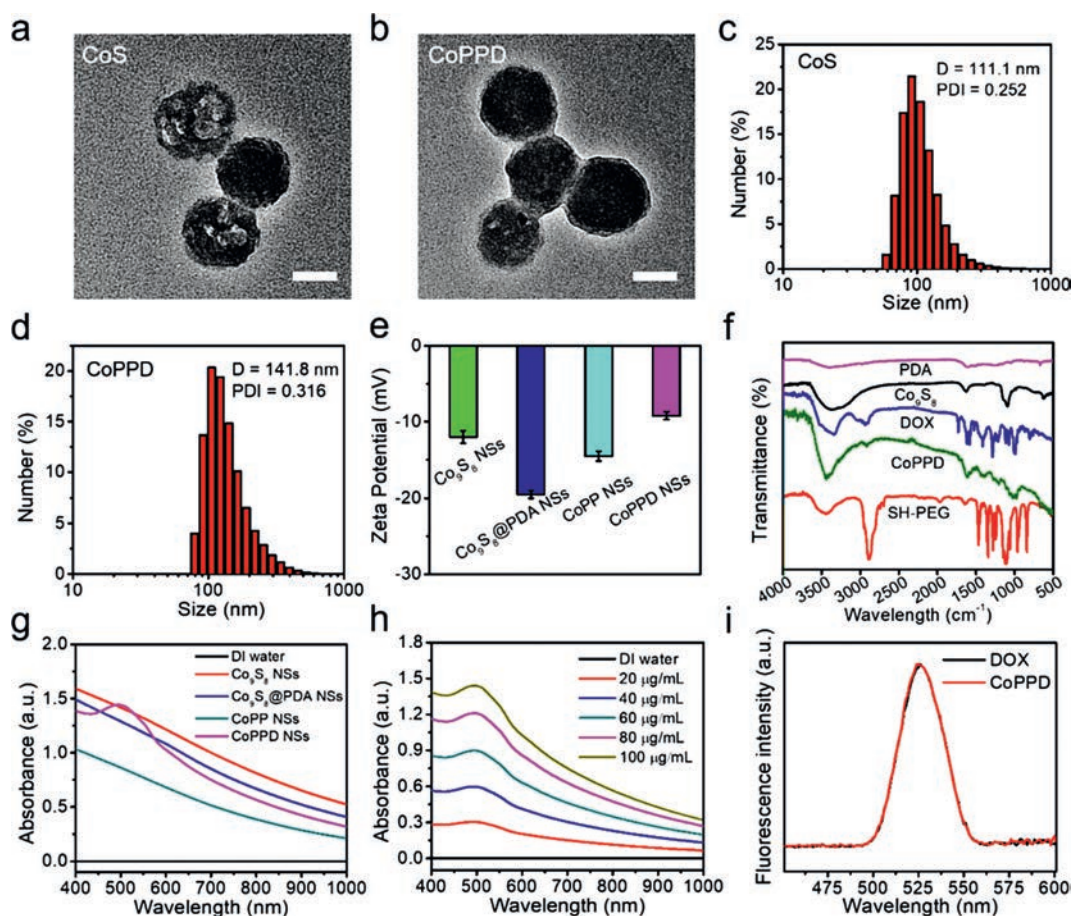 a
CoS
b
CoPPD
c
CoS
D = 111.1 nm
PDI = 0.252
Number (%)
25
20
15
10
5
0
10
100
1000
Size (nm)
d
CoPPD
D = 141.8 nm
PDI = 0.316
Number (%)
20
15
10
5
0
10
100
1000
Size (nm)
e
Zeta Potential (mV)
0
-10
-20
-30
Co₉S₈ NSs
Co₉S₈@PDA NSs
CoPP NSs
CoPPD NSs
f
Transmittance (%)
PDA
Co₉S₈
DOX
CoPPD
SH-PEG
4000 3500 3000 2500 2000 1500 1000 500
Wavelength (cm⁻¹)
g
Absorbance (a.u.)
2.0
1.5
1.0
0.5
0.0
DI water
Co₉S₈ NSs
Co₉S₈@PDA NSs
CoPP NSs
CoPPD NSs
400 500 600 700 800 900 1000
Wavelength (nm)
h
Absorbance (a.u.)
1.8
1.5
1.2
0.9
0.6
0.3
0.0
DI water
20 μg/mL
40 μg/mL
60 μg/mL
80 μg/mL
100 μg/mL
400 500 600 700 800 900 1000
Wavelength (nm)
i
Fluorescence intensity (a.u.)
DOX
CoPPD
475 500 525 550 575 600
Wavelength (nm)